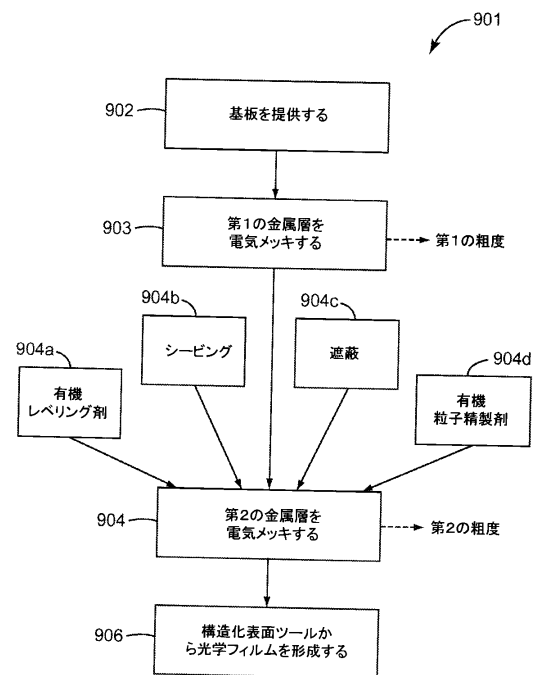 901
902
基板を提供する
903
第1の金属層を
電気メッキする
第1の粗度
904b
シービング
904c
遮蔽
904a
有機
レベリング剤
904d
有機
粒子精製剤
904
第2の金属層を
電気メッキする
第2の粗度
906
構造化表面ツールか
ら光学フィルムを形成する